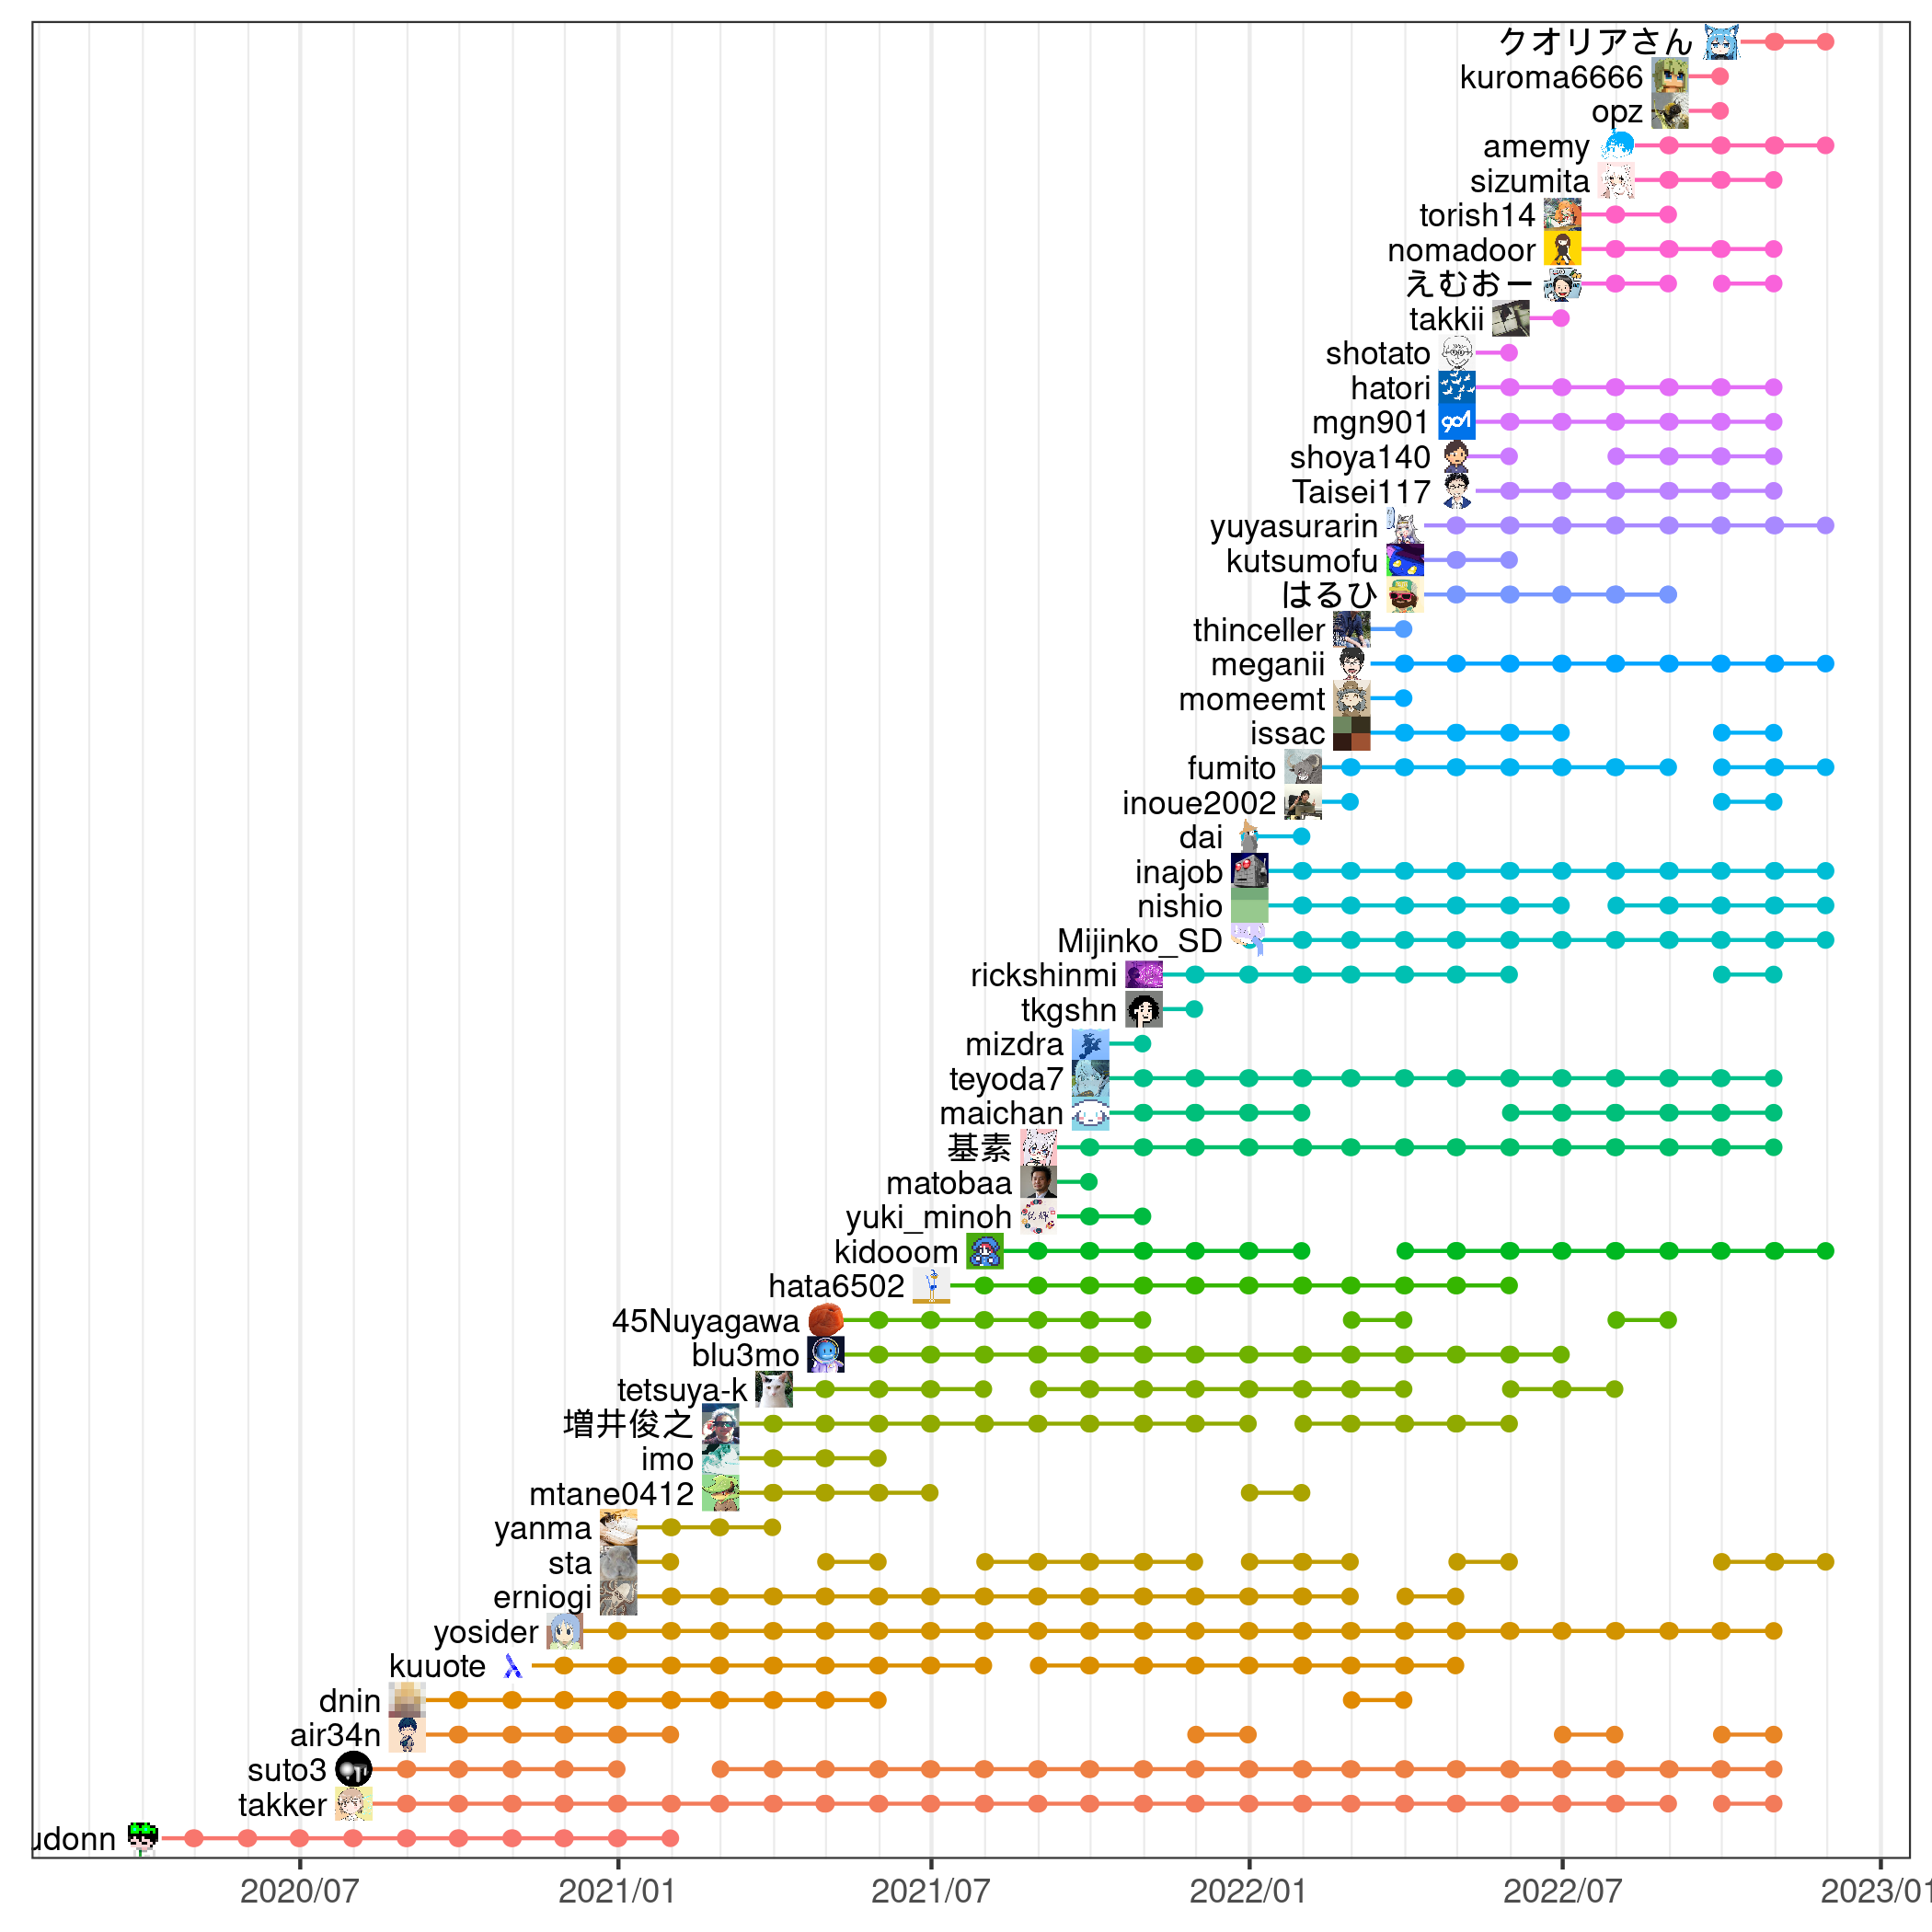 クオリアさん
kuroma6666
opz
amemy
sizumita
torish14
nomadoor
えむおー
takkii
shotato
hatori
mgn901
shoya140
Taisei117
yuyasurarin
kutsumofu
はるひ
thinceller
meganii
momeemt
issac
fumito
inoue2002
dai
inajob
nishio
Mijinko_SD
rickshinmi
tkgshn
mizdra
teyoda7
maichan
基素
matobaa
yuki_minoh
kidooom
hata6502
45Nuyagawa
blu3mo
tetsuya-k
増井俊之
imo
mtane0412
yanma
sta
erniogi
yosider
kuuote
dnin
air34n
suto3
takker
udonn
2020/07 2021/01 2021/07 2022/01 2022/07 2023/01